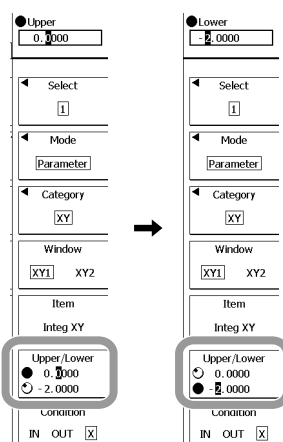 Upper
0.0000
Select
1
Mode
Parameter
Category
XY
Window
XY1 XY2
Item
Integ XY
Upper/Lower
0.0000
-2.0000
Condition
IN OUT X
Lower
-2.0000
Select
1
Mode
Parameter
Category
XY
Window
XY1 XY2
Item
Integ XY
Upper/Lower
0.0000
-2.0000
Condition
IN OUT X